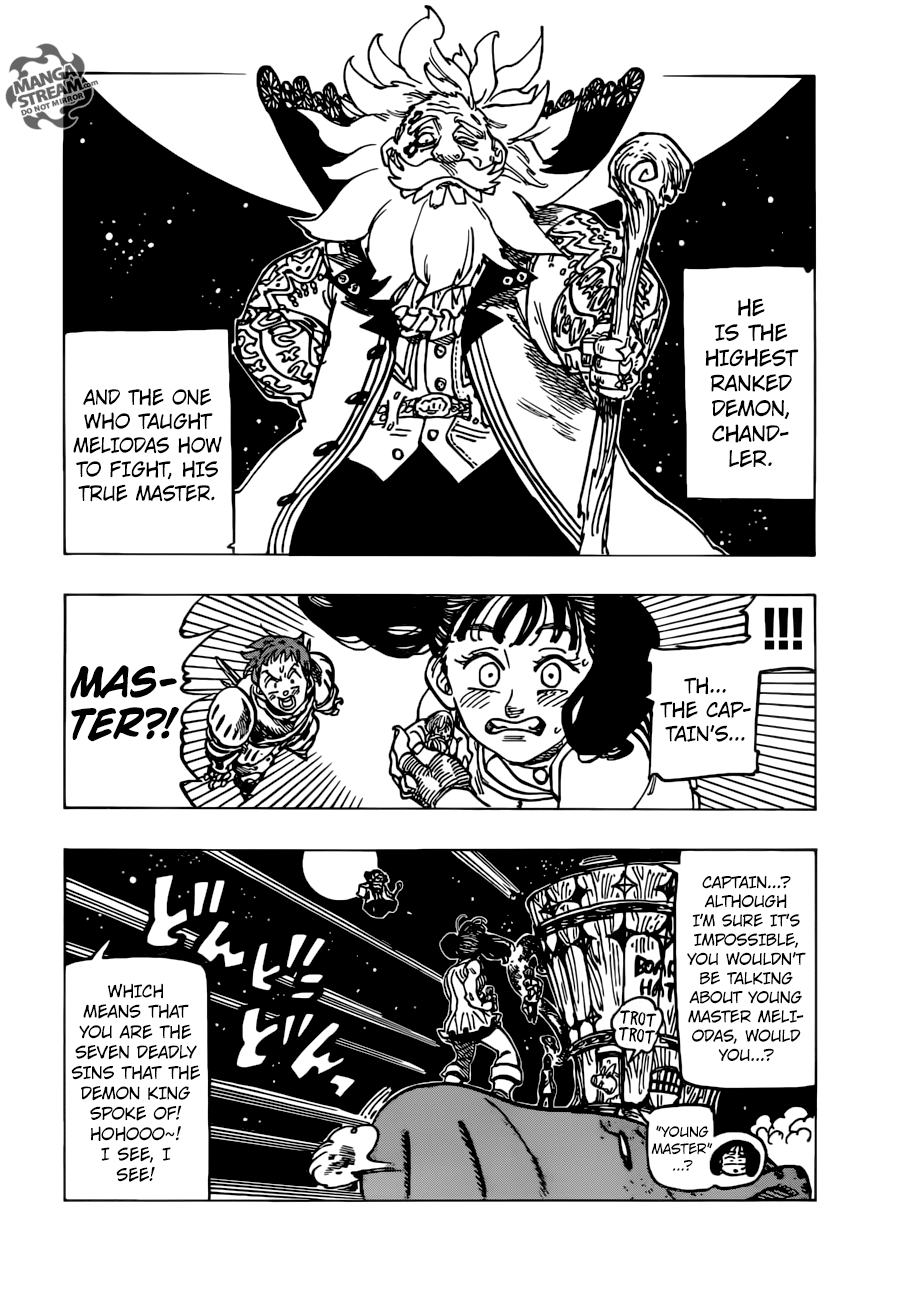 MANGA
STREAM.com
DO NOT MIRROR
HE
IS THE
HIGHEST
RANKED
DEMON,
CHAND-
LER.
AND THE ONE
WHO TAUGHT
MELIODAS HOW
TO FIGHT, HIS
TRUE MASTER.
!!!
TH...
THE CAP-
TAIN'S...
MAS-
TER?!
CAPTAIN...?
ALTHOUGH
I'M SURE IT'S
IMPOSSIBLE,
YOU WOULDN'T
BE TALKING
ABOUT YOUNG
MASTER MELI-
ODAS, WOULD
YOU...?
BOAR
HAT
TROT
TROT
"YOUNG
MASTER"
...?
どんどんどんっ
WHICH
MEANS THAT
YOU ARE THE
SEVEN DEADLY
SINS THAT THE
DEMON KING
SPOKE OF!
HOHOOO~!
I SEE, I
SEE!